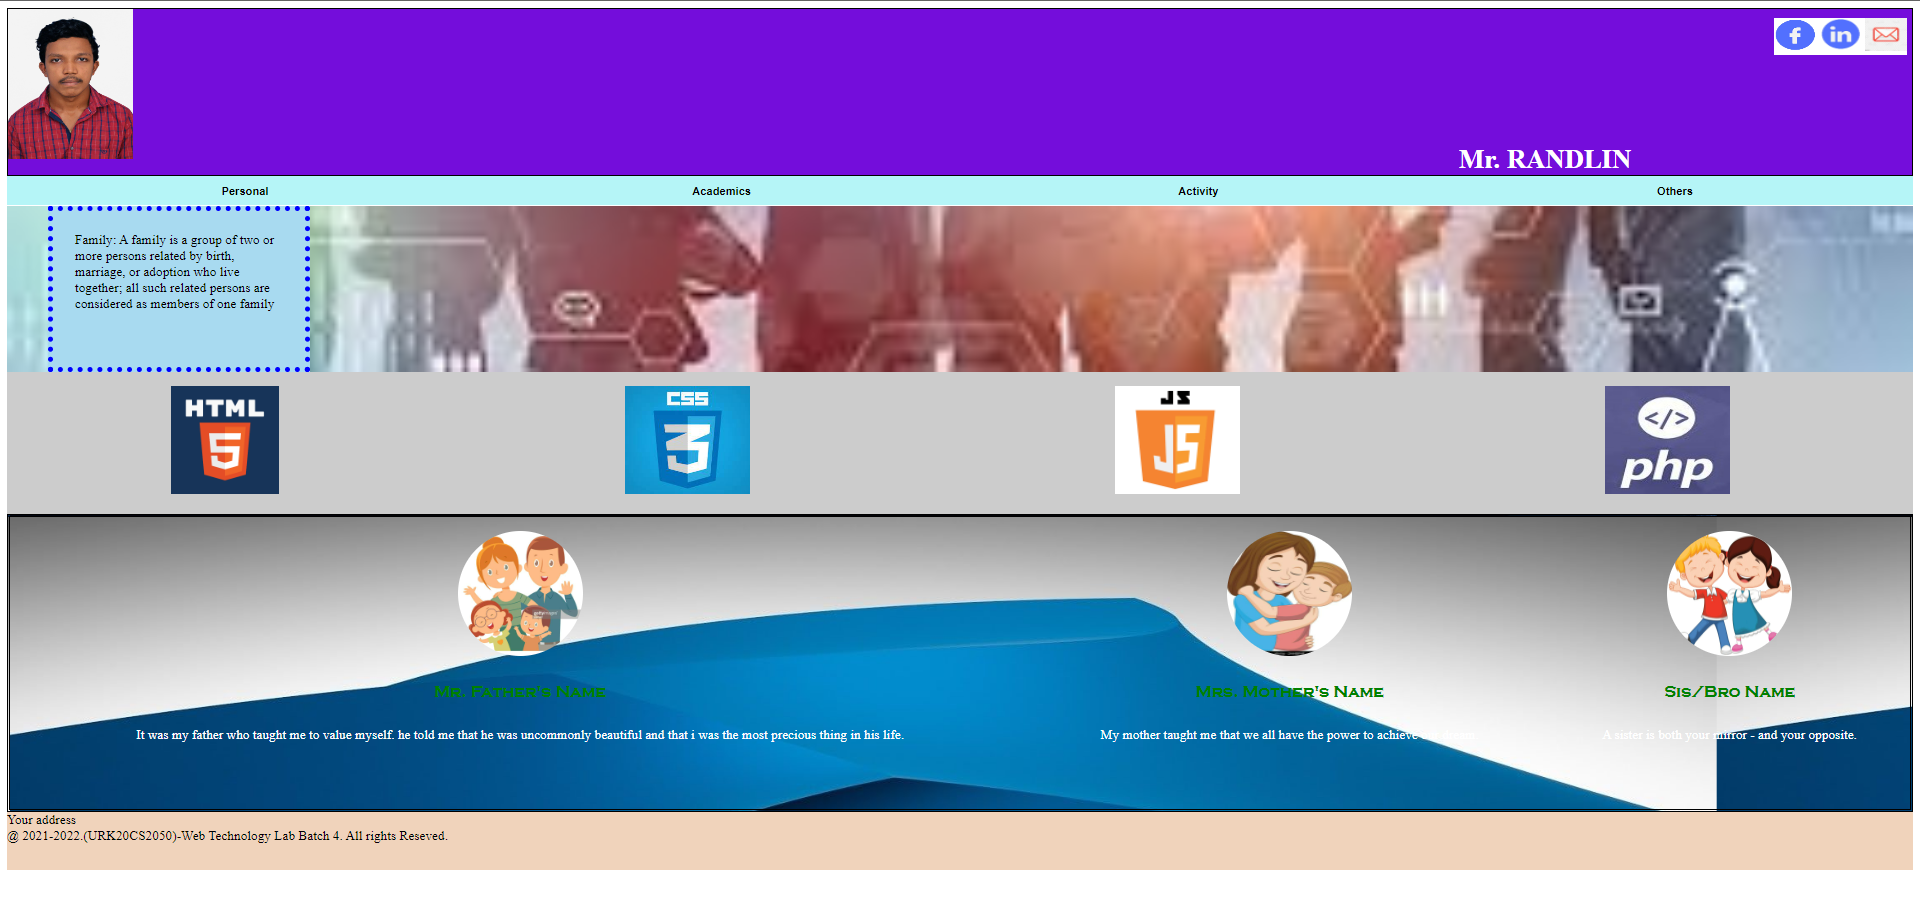 f
in
Mr. RANDLIN
Personal Academics Activity Others
Family: A family is a group of two or
more persons related by birth,
marriage, or adoption who live
together; all such related persons are
considered as members of one family
HTML
5
CSS
3
JS
JS
</>
php
Mr. Father's Name
It was my father who taught me to value myself. he told me that he was uncommonly beautiful and that i was the most precious thing in his life.
Mrs. Mother's Name
My mother taught me that we all have the power to achieve
Sis/Bro Name
A sister is both your mirror - and your opposite.
Your address
@ 2021-2022.(URK20CS2050)-Web Technology Lab Batch 4. All rights Reseved.